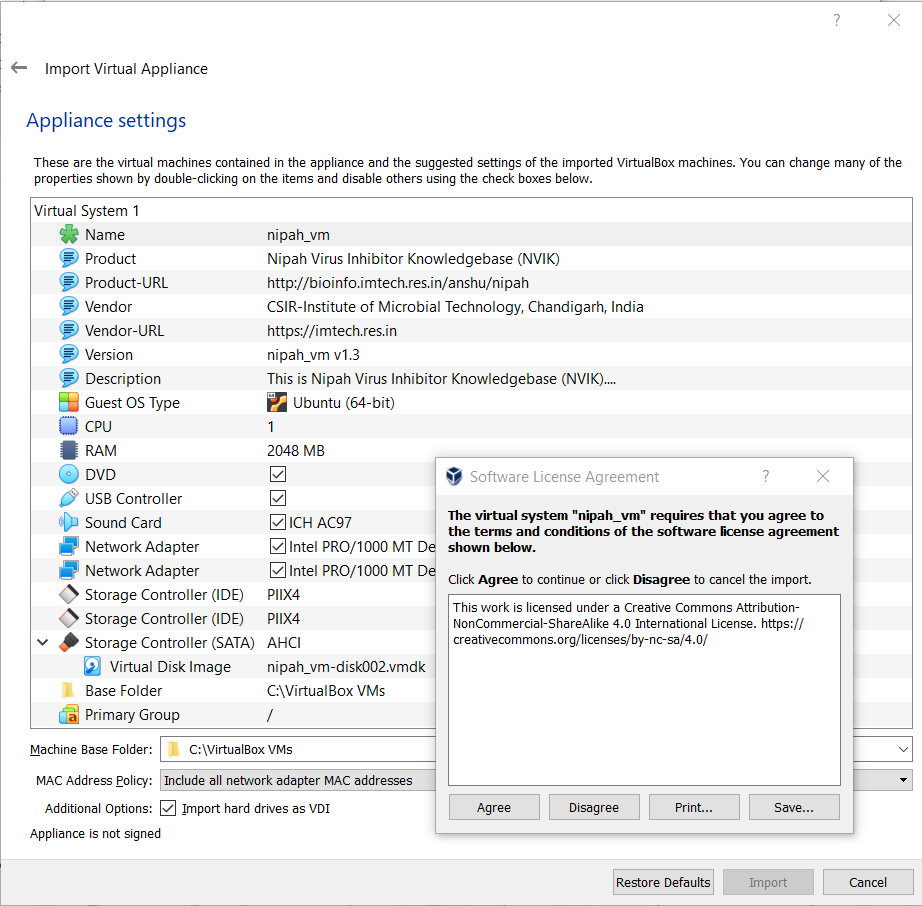 ?
Import Virtual Appliance
Appliance settings
These are the virtual machines contained in the appliance and the suggested settings of the imported VirtualBox machines. You can change many of the
properties shown by double-clicking on the items and disable others using the check boxes below.
Virtual System 1
Name nipah_vm
Product Nipah Virus Inhibitor Knowledgebase (NVIK)
Product-URL http://bioinfo.imtech.res.in/anshu/nipah
Vendor CSIR-Institute of Microbial Technology, Chandigarh, India
Vendor-URL https://imtech.res.in
Version nipah_vm v1.3
Description This is Nipah Virus Inhibitor Knowledgebase (NVIK)....
Guest OS Type Ubuntu (64-bit)
CPU 1
RAM 2048 MB
DVD
USB Controller
Sound Card ICH AC97
Network Adapter Intel PRO/1000 MT De
Network Adapter Intel PRO/1000 MT De
Storage Controller (IDE) PIIX4
Storage Controller (IDE) PIIX4
Storage Controller (SATA) AHCI
Virtual Disk Image nipah_vm-disk002.vmdk
Base Folder C:\VirtualBox VMs
Primary Group /
Machine Base Folder: C:\VirtualBox VMs
MAC Address Policy: Include all network adapter MAC addresses
Additional Options: Import hard drives as VDI
Appliance is not signed
Software License Agreement ?
The virtual system "nipah_vm" requires that you agree to
the terms and conditions of the software license agreement
shown below.
Click Agree to continue or click Disagree to cancel the import.
This work is licensed under a Creative Commons Attribution-
NonCommercial-ShareAlike 4.0 International License. https://
creativecommons.org/licenses/by-nc-sa/4.0/
Agree Disagree Print... Save...
Restore Defaults Import Cancel